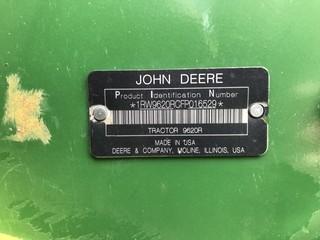 JOHN DEERE
Product Identification Number
*1RW9620RCFP016529*
TRACTOR 9620R
MADE IN USA
DEERE & COMPANY, MOLINE, ILLINOIS, USA